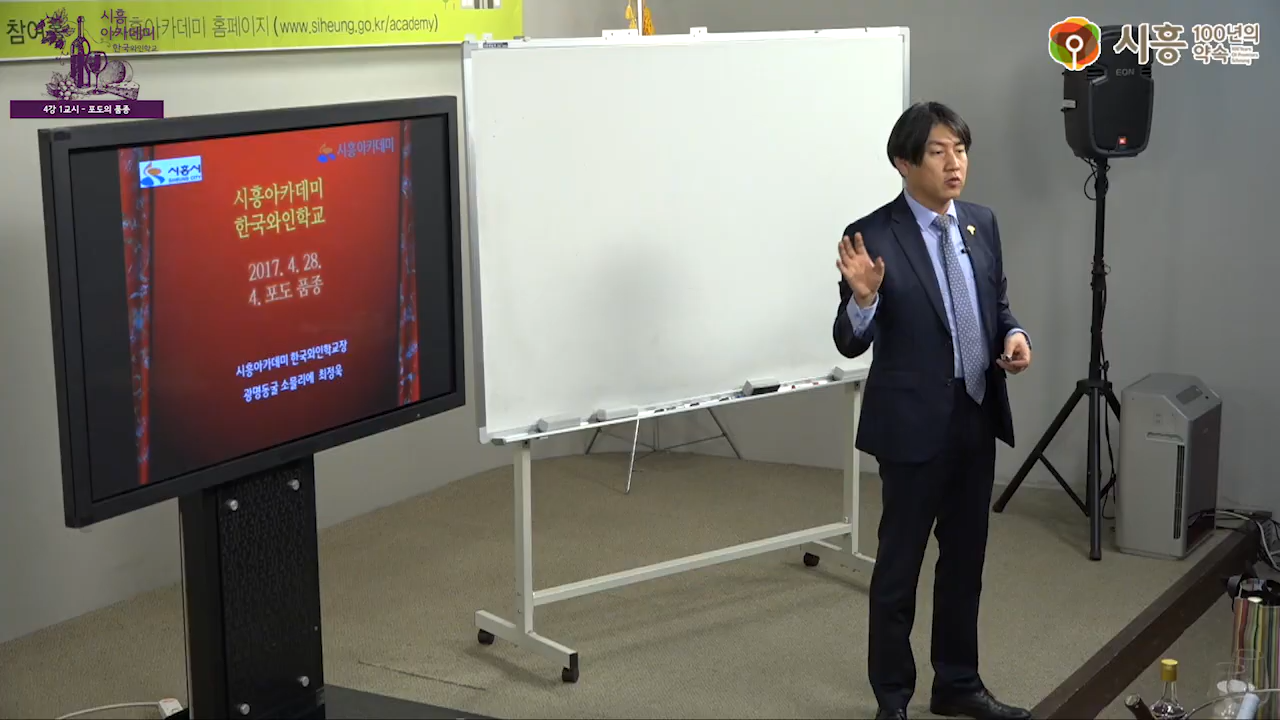 참여
시흥아카데미 홈페이지 (www.siheung.go.kr/academy)
시흥
아카데미
한국와인학교
4강 1교시 - 포도의 품종
시흥
100년의
약속
EON
JBL
시흥시
SIHEUNG CITY
시흥아카데미
시흥아카데미
한국와인학교
2017. 4. 28.
4. 포도 품종
시흥아카데미 한국와인학교장
광명동굴 소믈리에 최정욱